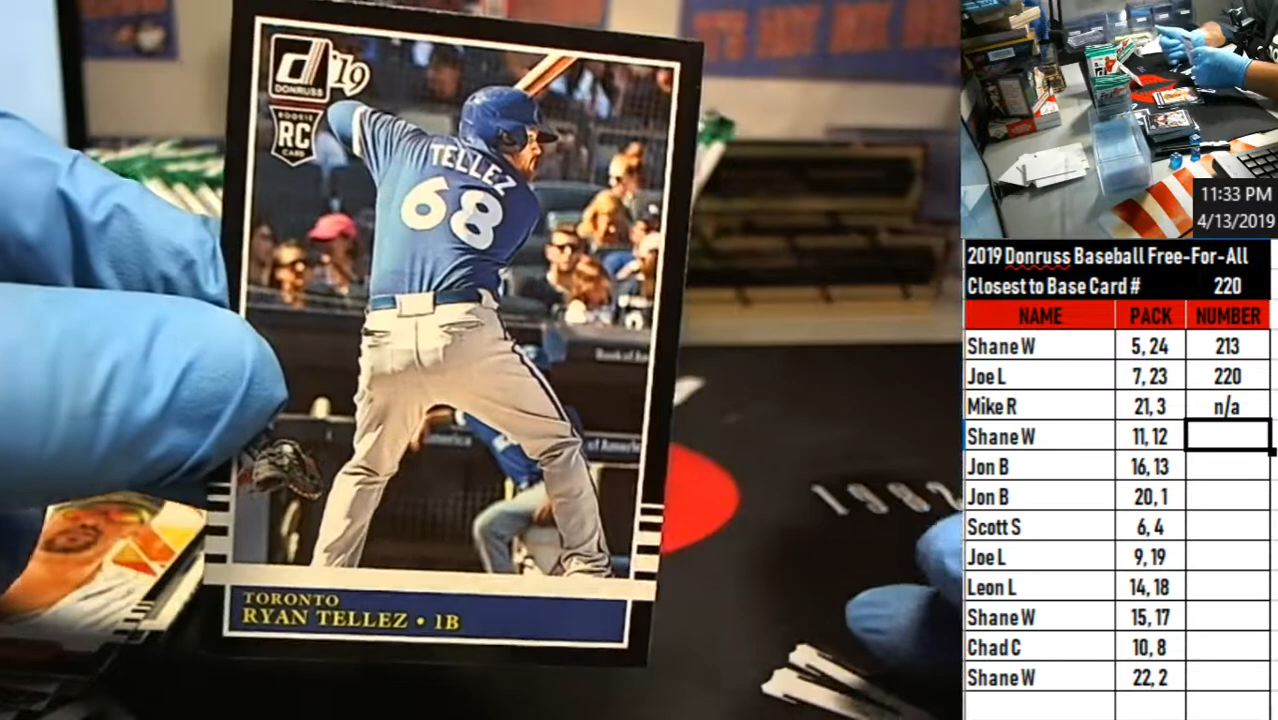 DONRUSS
'19
ROOKIE
RC
CARD
TELLEZ
68
TORONTO
RYAN TELLEZ • 1B
1982
11:33 PM
4/13/2019
2019 Donruss Baseball Free-For-All
Closest to Base Card # 220
NAME PACK NUMBER
Shane W 5, 24 213
Joe L 7, 23 220
Mike R 21, 3 n/a
Shane W 11, 12
Jon B 16, 13
Jon B 20, 1
Scott S 6, 4
Joe L 9, 19
Leon L 14, 18
Shane W 15, 17
Chad C 10, 8
Shane W 22, 2